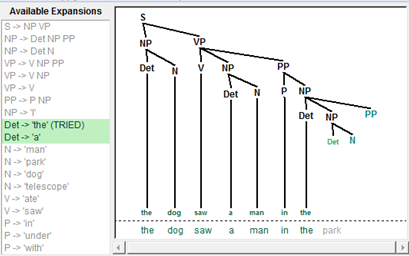 Available Expansions
S -> NP VP
NP -> Det NP PP
NP -> Det N
VP -> V NP PP
VP -> V NP
VP -> V
PP -> P NP
NP -> 'I'
Det -> 'the' (TRIED)
Det -> 'a'
N -> 'man'
N -> 'park'
N -> 'dog'
N -> 'telescope'
V -> 'ate'
V -> 'saw'
P -> 'in'
P -> 'under'
P -> 'with'
S
NP VP
Det N V NP PP
Det N P NP
Det NP PP
Det N
the dog saw a man in the
the dog saw a man in the park